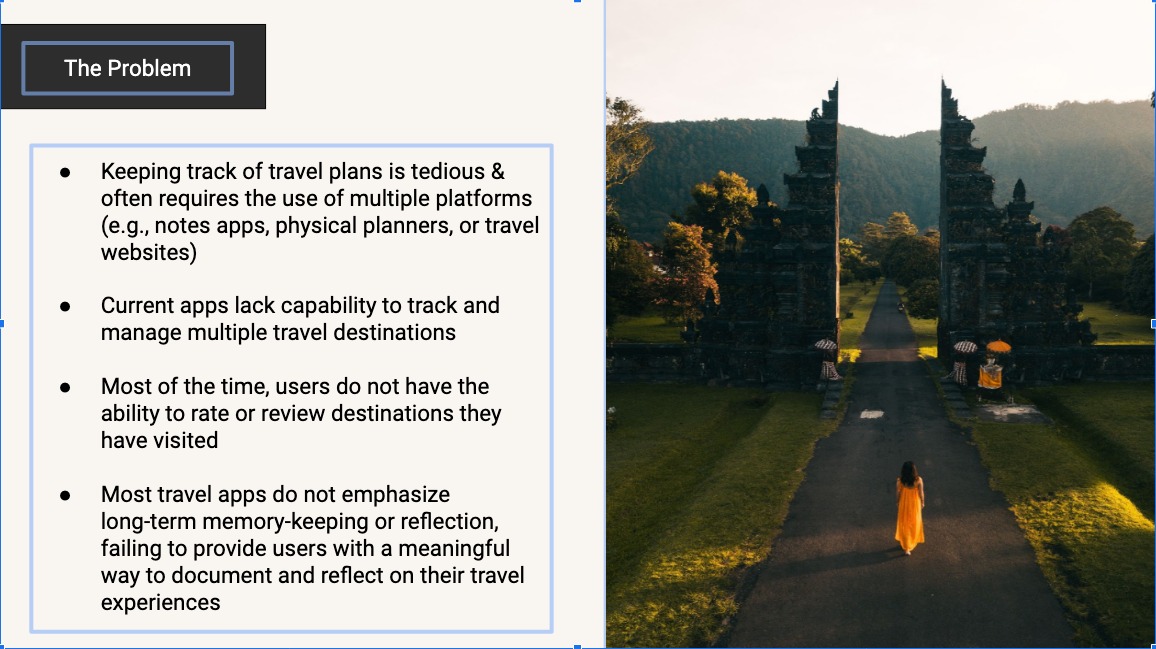 The Problem
● Keeping track of travel plans is tedious &
often requires the use of multiple platforms
(e.g., notes apps, physical planners, or travel
websites)
● Current apps lack capability to track and
manage multiple travel destinations
● Most of the time, users do not have the
ability to rate or review destinations they
have visited
● Most travel apps do not emphasize
long-term memory-keeping or reflection,
failing to provide users with a meaningful
way to document and reflect on their travel
experiences